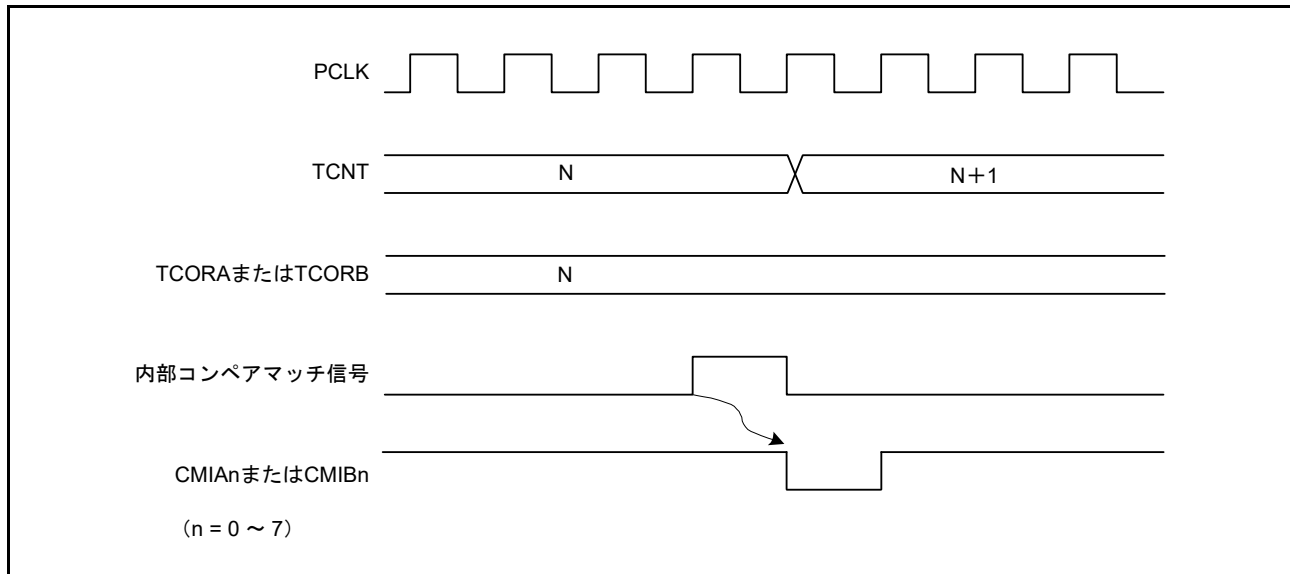 PCLK
TCNT
N
N+1
TCORAまたはTCORB
N
内部コンペアマッチ信号
CMIAnまたはCMIBn
（n = 0 ～ 7）